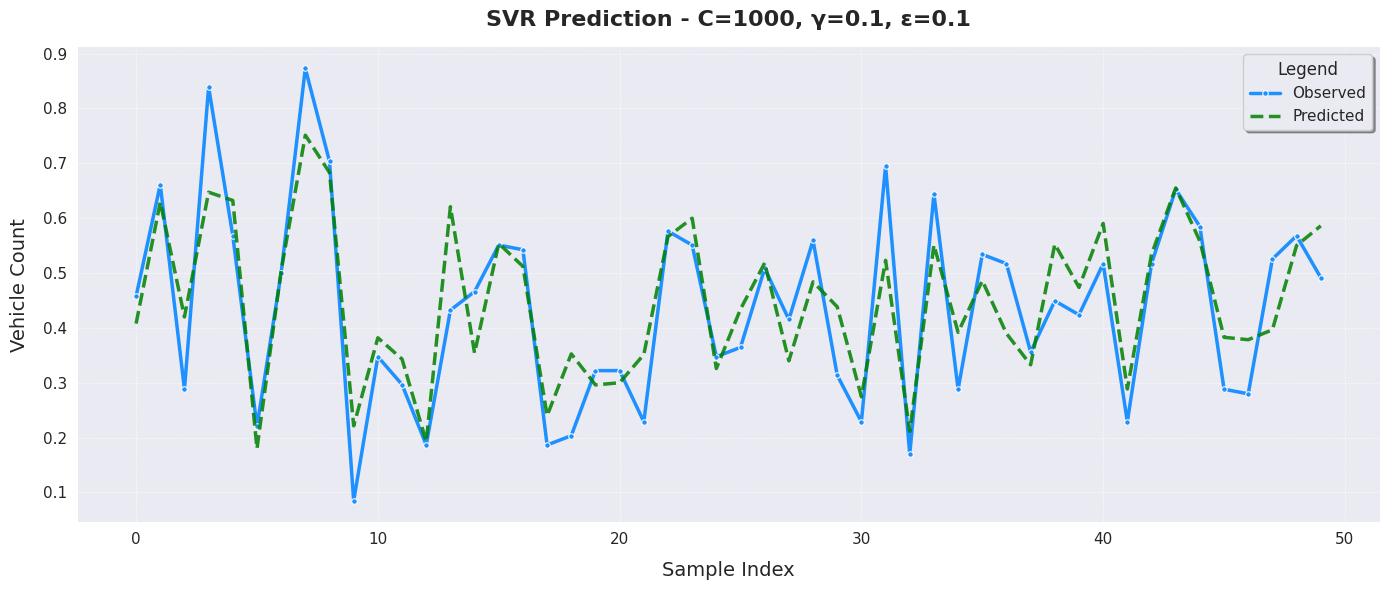 SVR Prediction - C=1000, γ=0.1, ε=0.1
Legend
Observed
Predicted
Vehicle Count
0.9
0.8
0.7
0.6
0.5
0.4
0.3
0.2
0.1
0 10 20 30 40 50
Sample Index